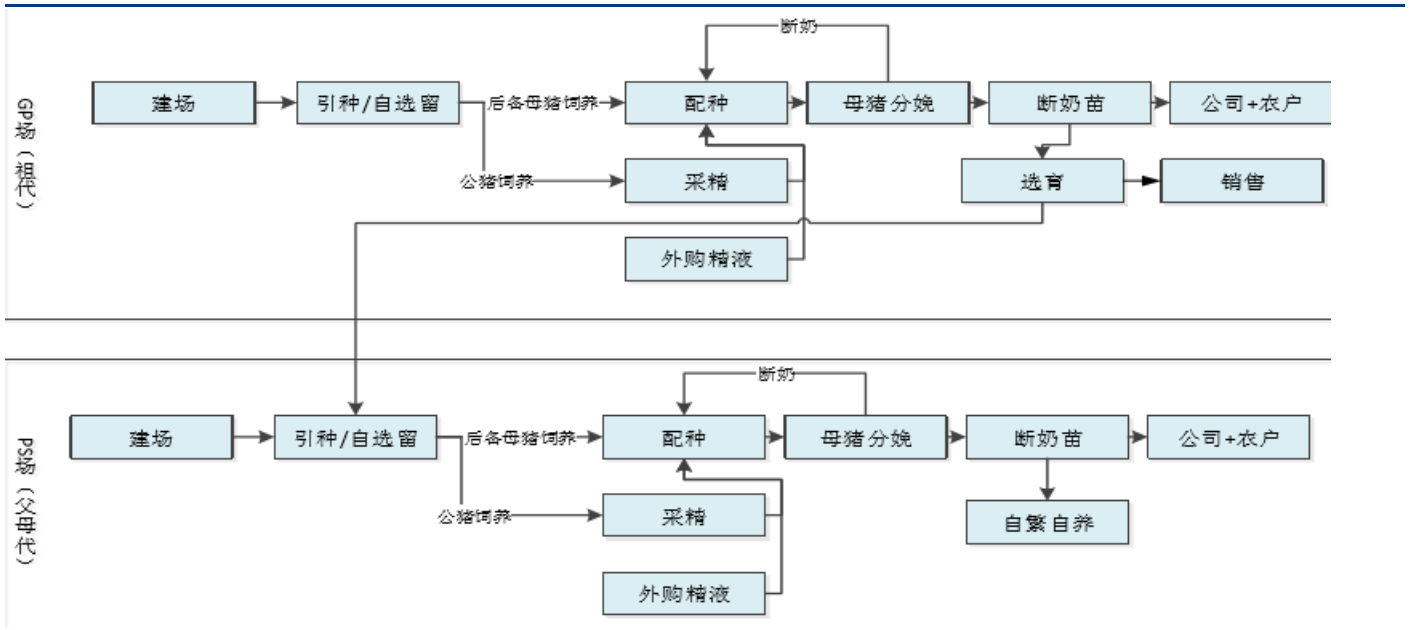 断奶
GP场（祖代）
建场
引种/自选留
后备母猪饲养
配种
母猪分娩
断奶苗
公司+农户
公猪饲养
采精
选育
销售
外购精液
断奶
PS场（父母代）
建场
引种/自选留
后备母猪饲养
配种
母猪分娩
断奶苗
公司+农户
公猪饲养
采精
自繁自养
外购精液